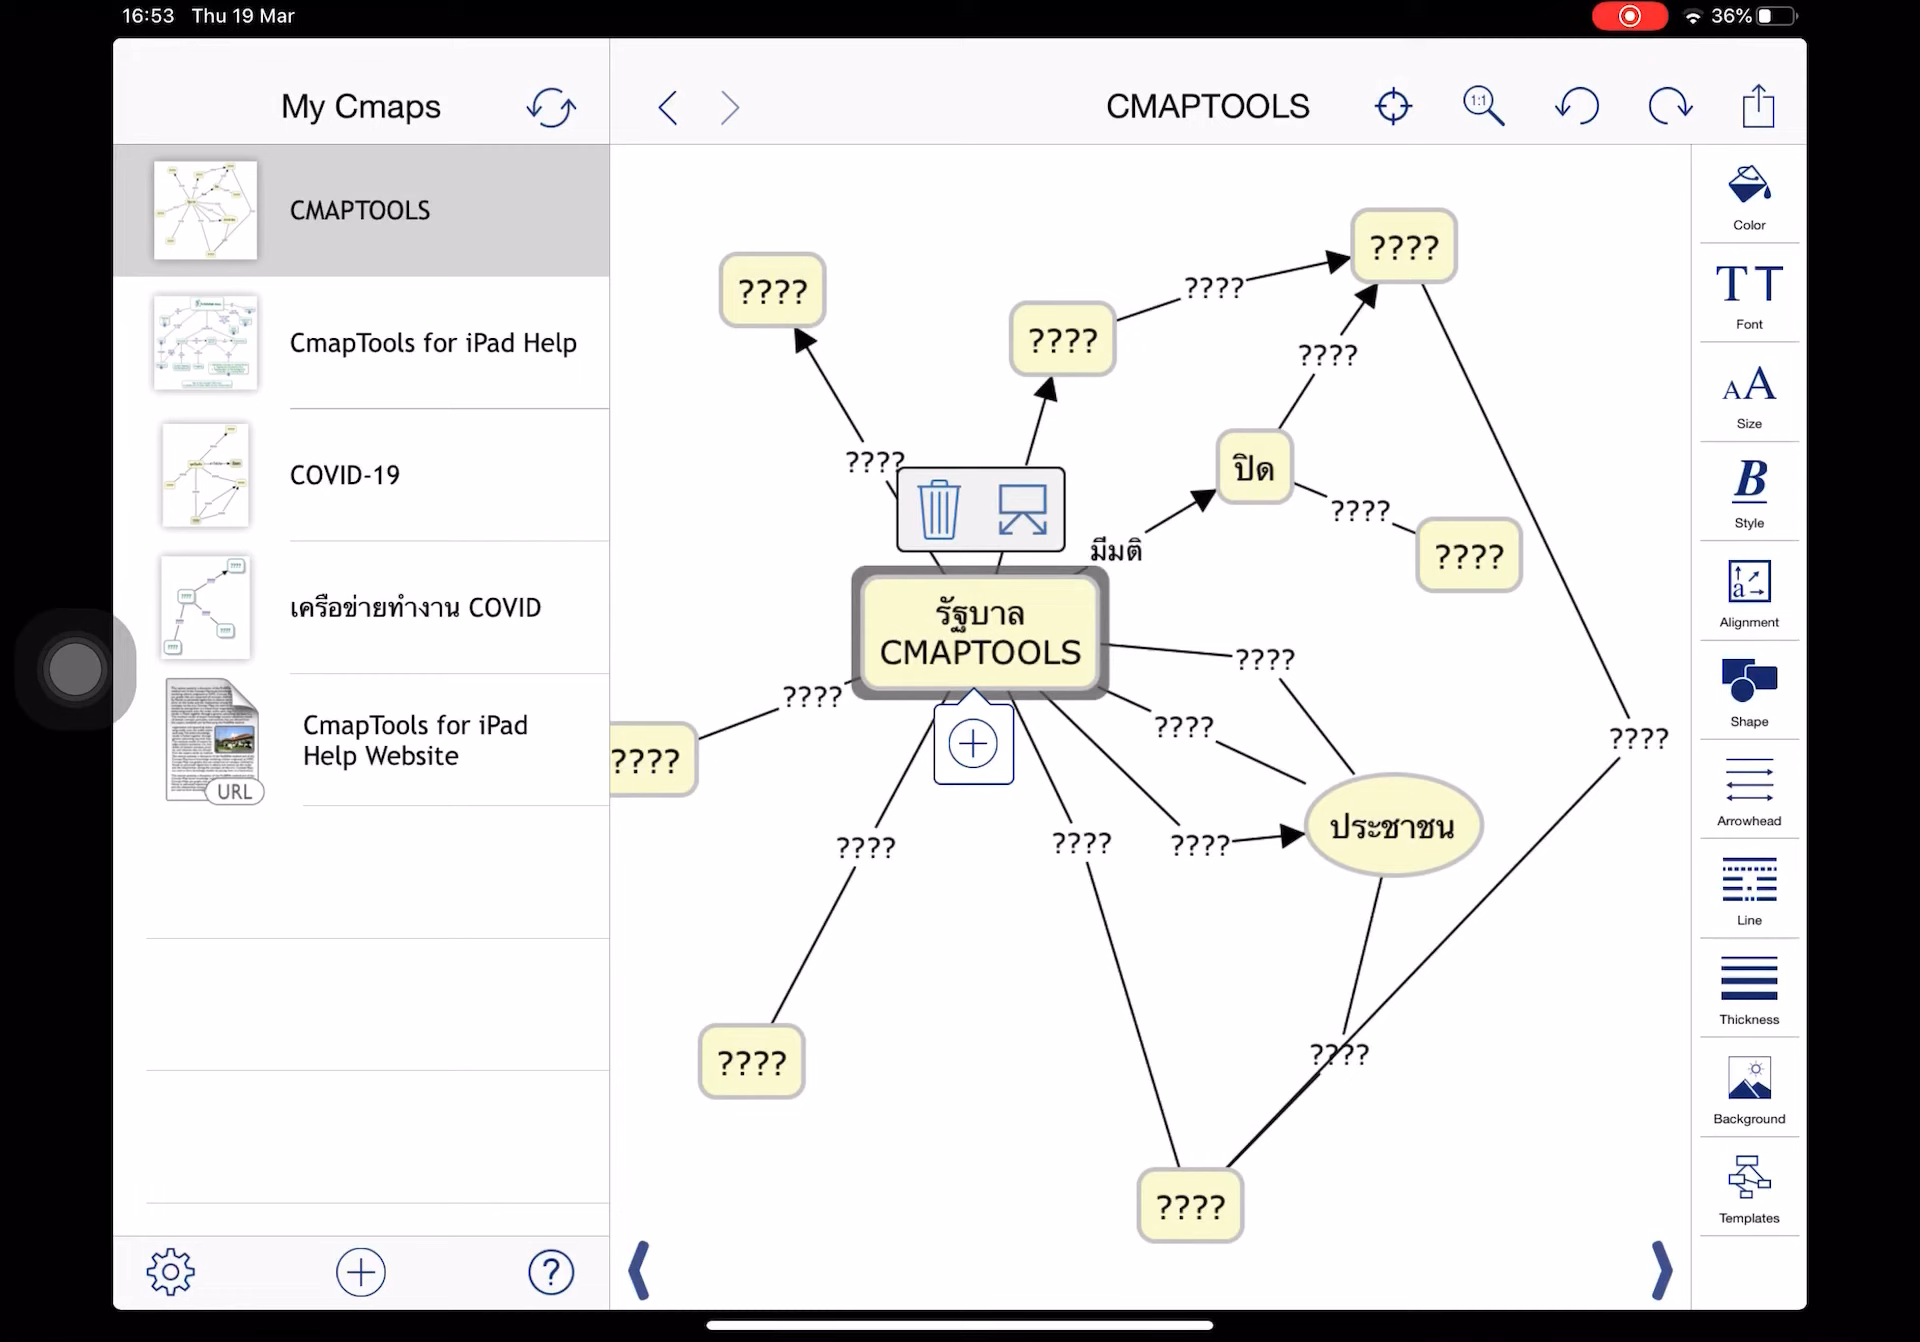 16:53 Thu 19 Mar
36%
My Cmaps
CMAPTOOLS
1:1
CMAPTOOLS
CmapTools for iPad Help
COVID-19
เครือข่ายทำงาน COVID
CmapTools for iPad
Help Website
URL
????
????
????
????
????
????
ปิด
????
????
มีมติ
รัฐบาล
CMAPTOOLS
????
????
????
????
????
ประชาชน
????
????
????
????
????
????
Color
Font
Size
Style
Alignment
Shape
Arrowhead
Line
Thickness
Background
Templates